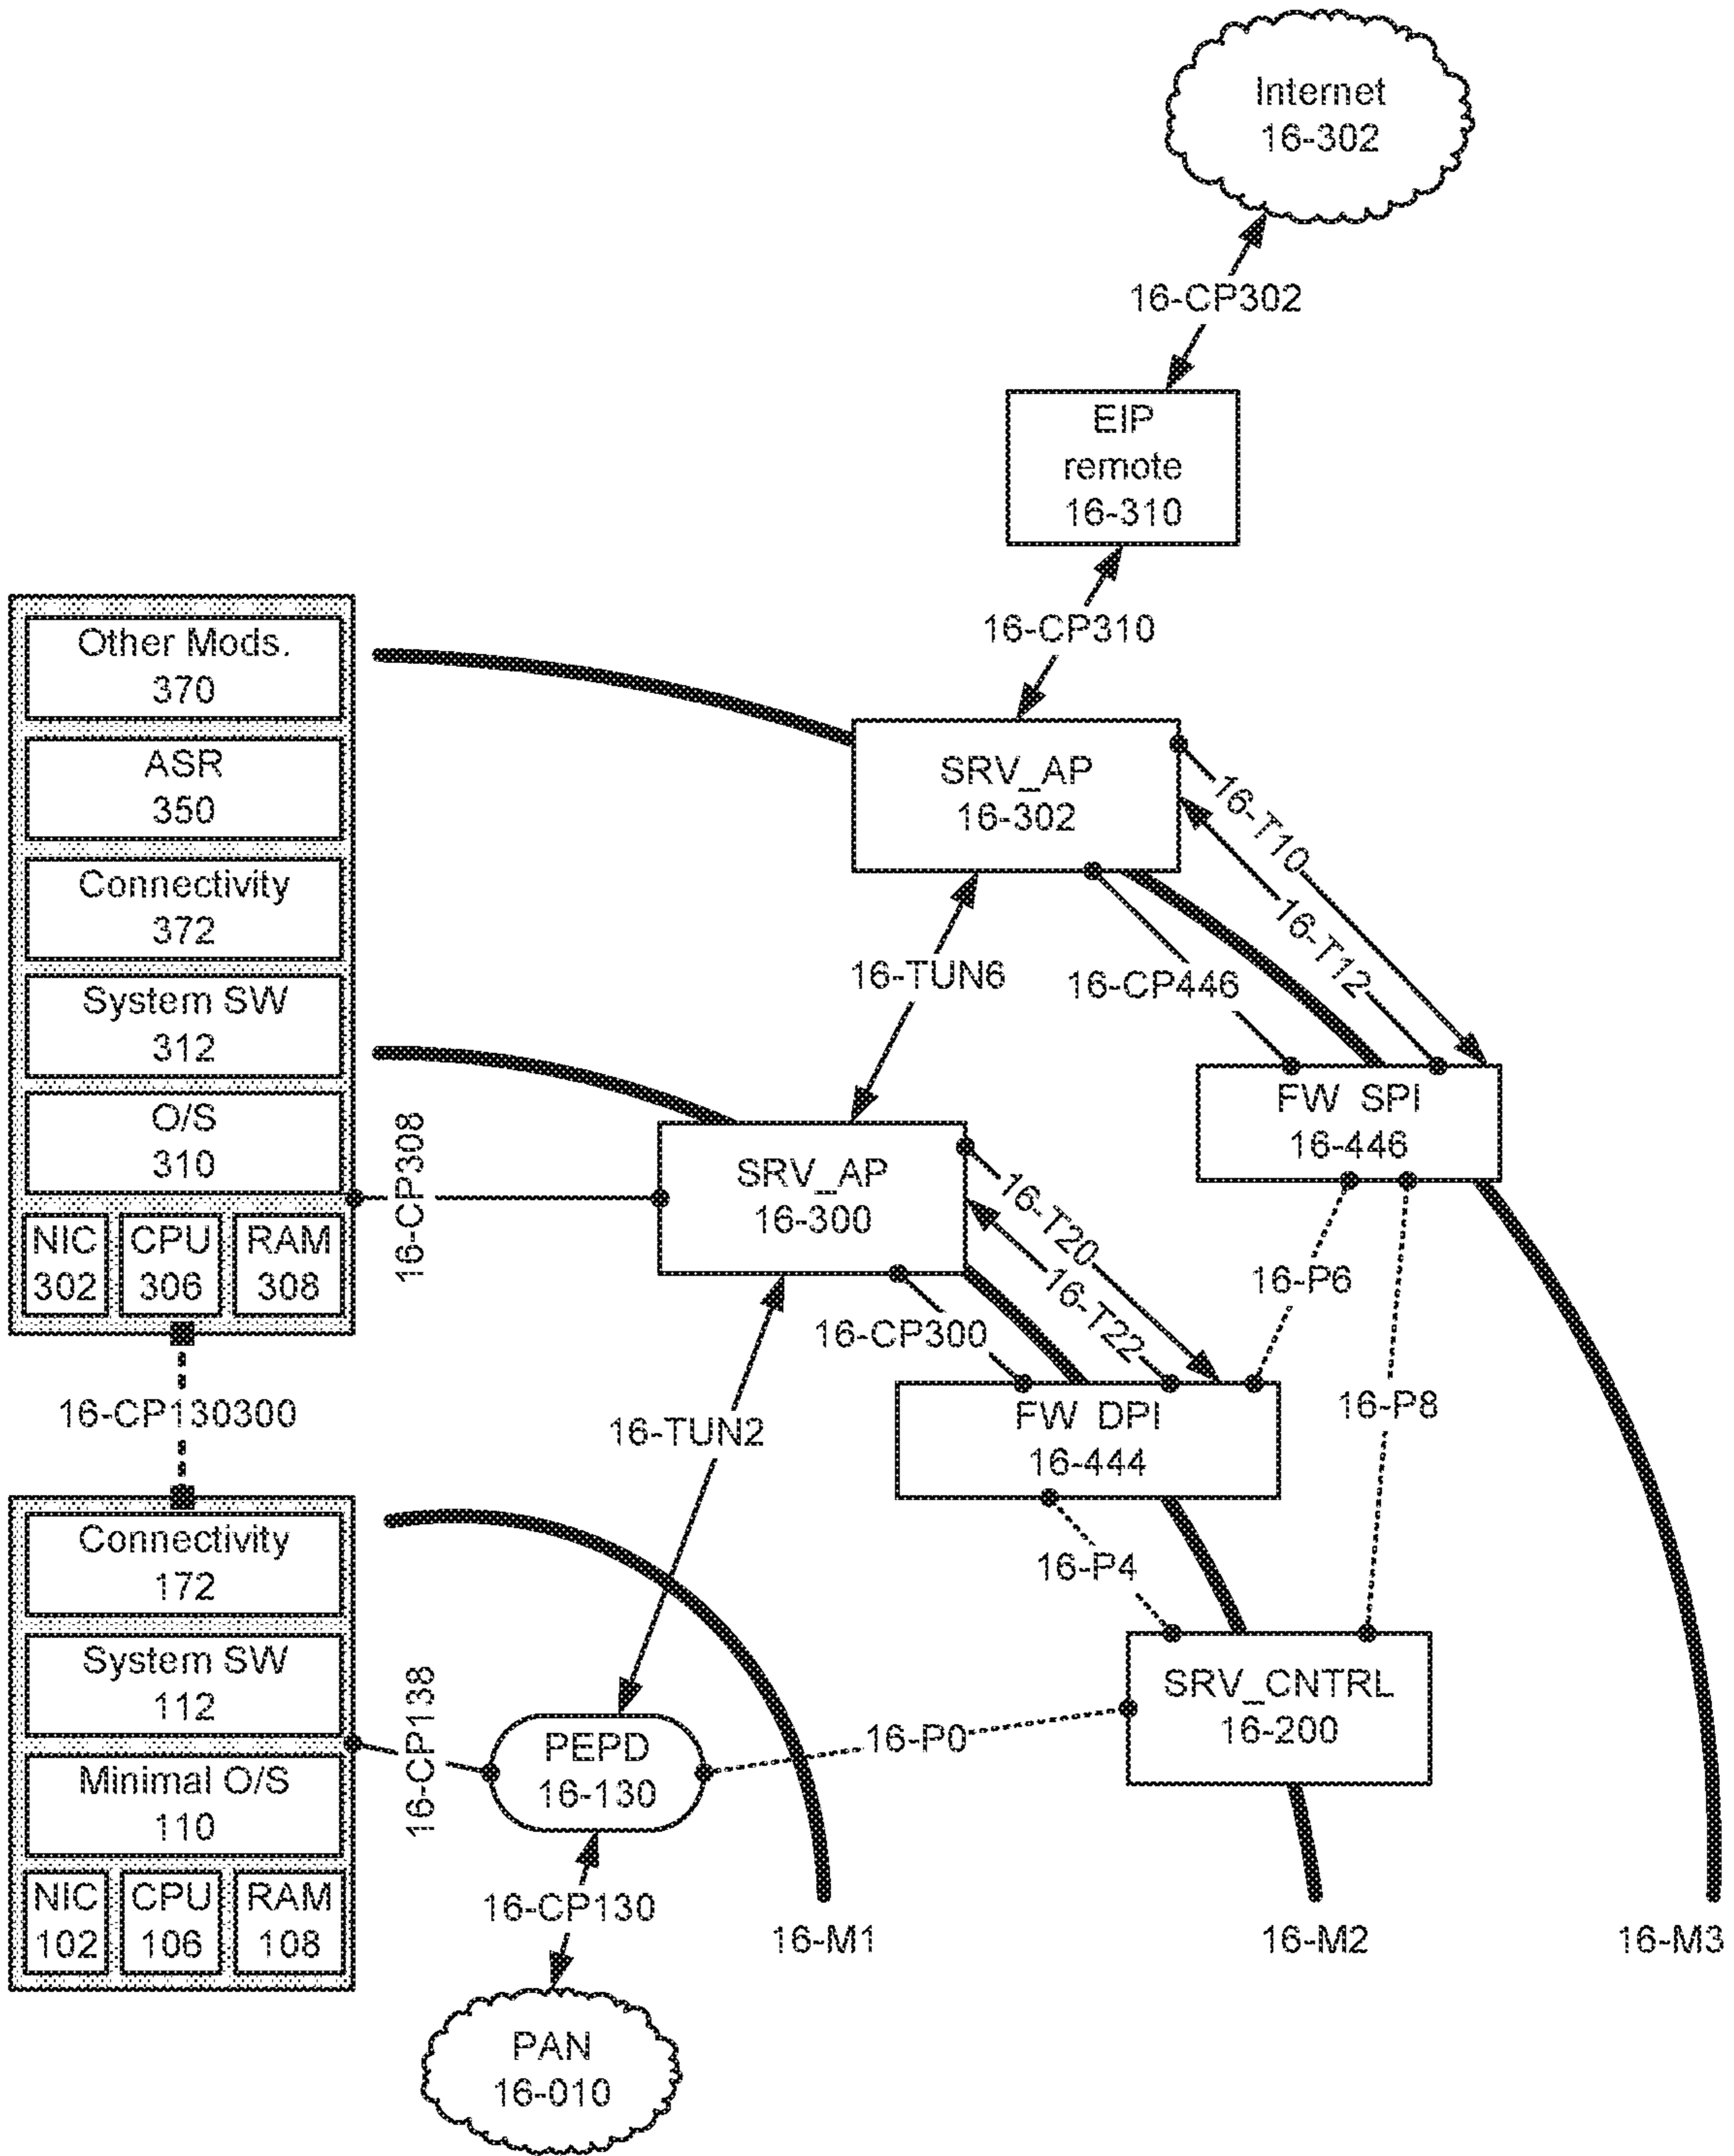 Internet
16-302
16-CP302
EIP
remote
16-310
16-CP310
Other Mods.
370
ASR
350
Connectivity
372
System SW
312
O/S
310
NIC
302
CPU
306
RAM
308
16-CP308
SRV_AP
16-302
16-T10
16-T12
16-TUN6
16-CP446
FW SPI
16-446
SRV_AP
16-300
16-T20
16-T22
16-CP300
16-P6
16-P8
FW DPI
16-444
16-CP130300
16-TUN2
16-P4
Connectivity
172
System SW
112
Minimal O/S
110
NIC
102
CPU
106
RAM
108
16-CP138
PEPD
16-130
16-P0
SRV_CNTRL
16-200
16-CP130
16-M1
16-M2
16-M3
PAN
16-010